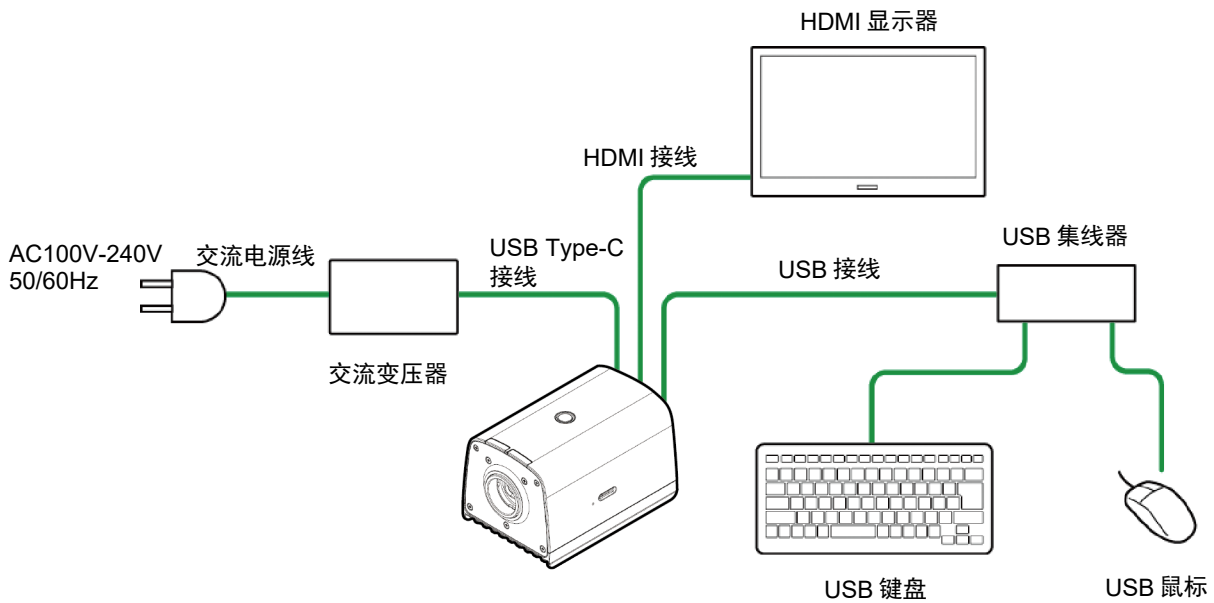 HDMI 显示器
HDMI 接线
AC100V-240V
50/60Hz
交流电源线
USB Type-C
接线
USB 接线
USB 集线器
交流变压器
USB 键盘
USB 鼠标